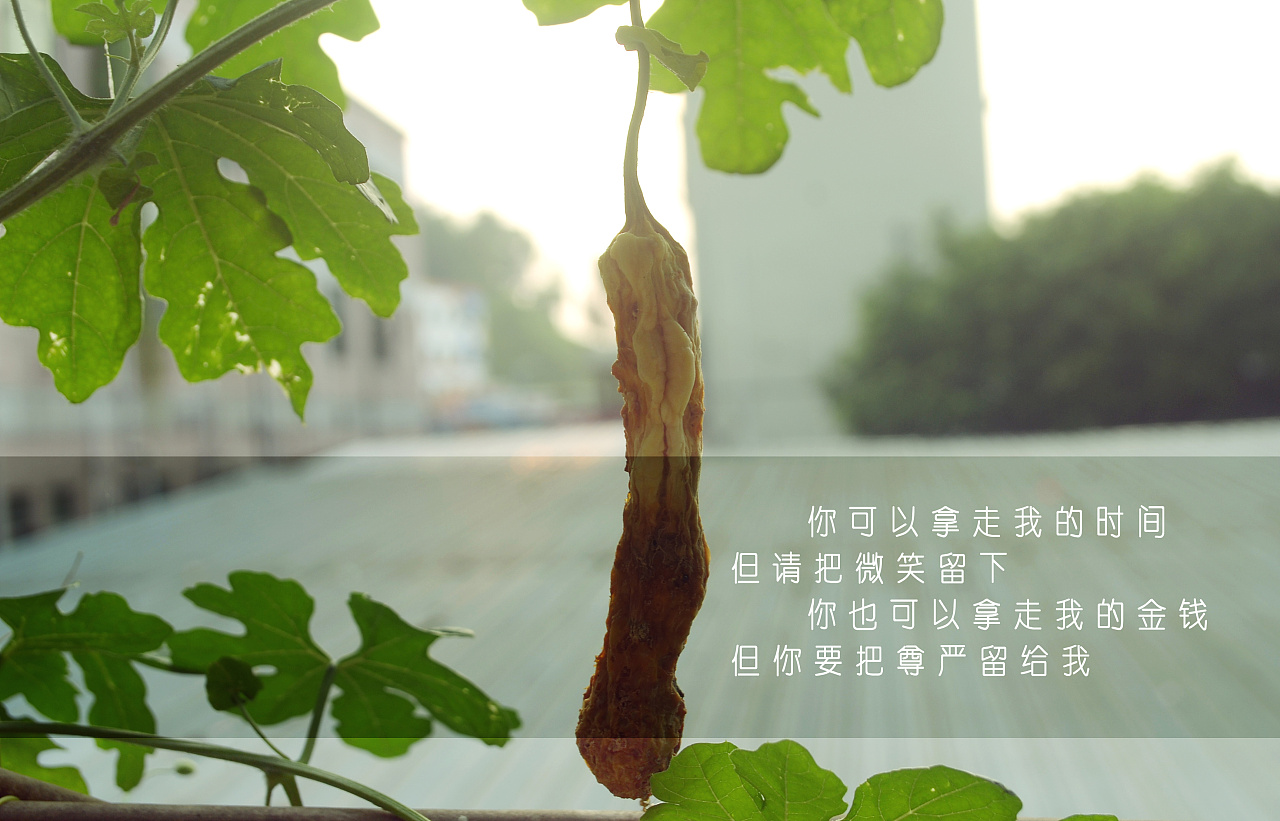 你可以拿走我的时间
但请把微笑留下
你也可以拿走我的金钱
但你要把尊严留给我